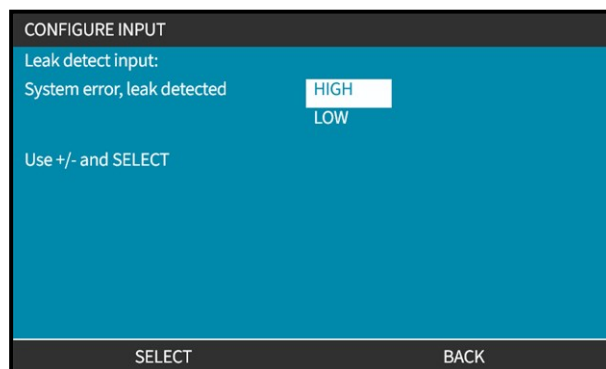 CONFIGURE INPUT
Leak detect input:
System error, leak detected HIGH
LOW
Use +/- and SELECT
SELECT BACK